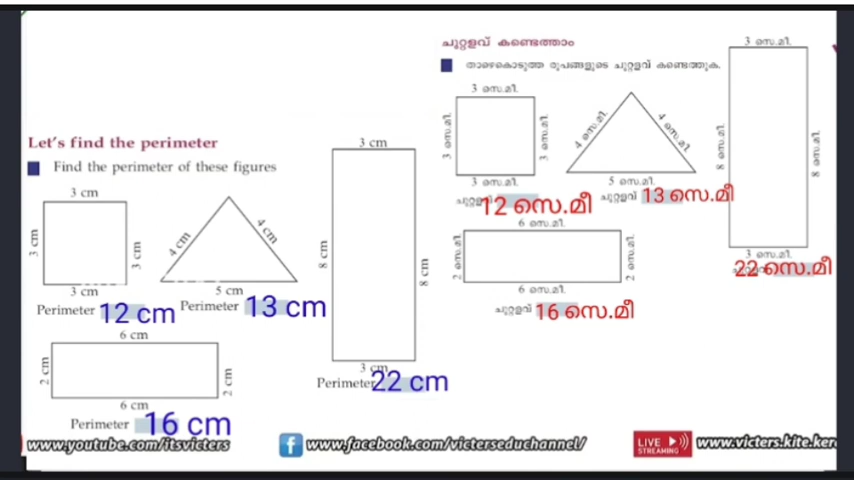 Let's find the perimeter
Find the perimeter of these figures
3 cm
3 cm
3 cm
3 cm
Perimeter 12 cm
4 cm
4 cm
5 cm
Perimeter 13 cm
3 cm
8 cm
8 cm
3 cm
Perimeter 22 cm
6 cm
2 cm
2 cm
6 cm
Perimeter 16 cm
ചുറ്റളവ് കണ്ടെത്താം
താഴെകൊടുത്ത രൂപങ്ങളുടെ ചുറ്റളവ് കണ്ടെത്തുക.
3 സെ.മീ.
3 സെ.മീ.
3 സെ.മീ.
3 സെ.മീ.
ചുറ്റളവ് 12 സെ.മീ
4 സെ.മീ.
4 സെ.മീ.
5 സെ.മീ.
ചുറ്റളവ് 13 സെ.മീ
3 സെ.മീ.
8 സെ.മീ.
8 സെ.മീ.
3 സെ.മീ.
22 സെ.മീ
6 സെ.മീ.
2 സെ.മീ.
2 സെ.മീ.
6 സെ.മീ.
ചുറ്റളവ് 16 സെ.മീ
www.youtube.com/itsvicters
f www.facebook.com/victerseduchannel/
LIVE
STREAMING
www.victers.kite.ker